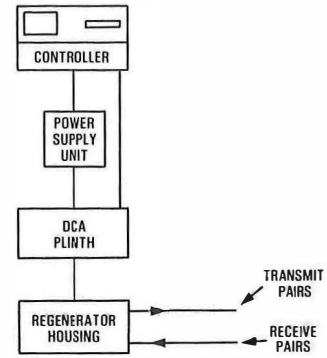 CONTROLLER
POWER
SUPPLY
UNIT
DCA
PLINTH
TRANSMIT
PAIRS
REGENERATOR
HOUSING
RECEIVE
PAIRS